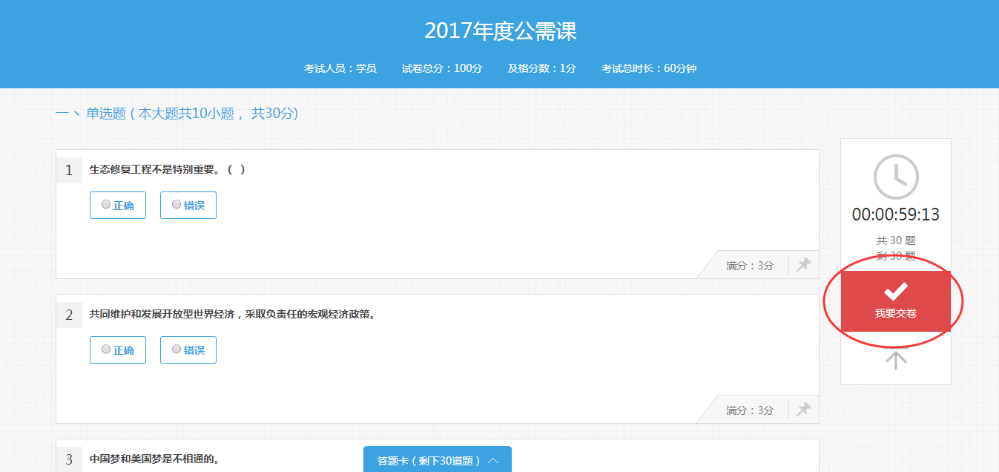 2017年度公需课
考试人员：学员 试卷总分：100分 及格分数：1分 考试总时长：60分钟
一、单选题 ( 本大题共10小题， 共30分)
1 生态修复工程不是特别重要。（ ）
正确 错误
满分：3分
2 共同维护和发展开放型世界经济，采取负责任的宏观经济政策。
正确 错误
满分：3分
3 中国梦和美国梦是不相通的。
答题卡 ( 剩下30道题 )
00:00:59:13
共 30 题
剩 30 题
我要交卷